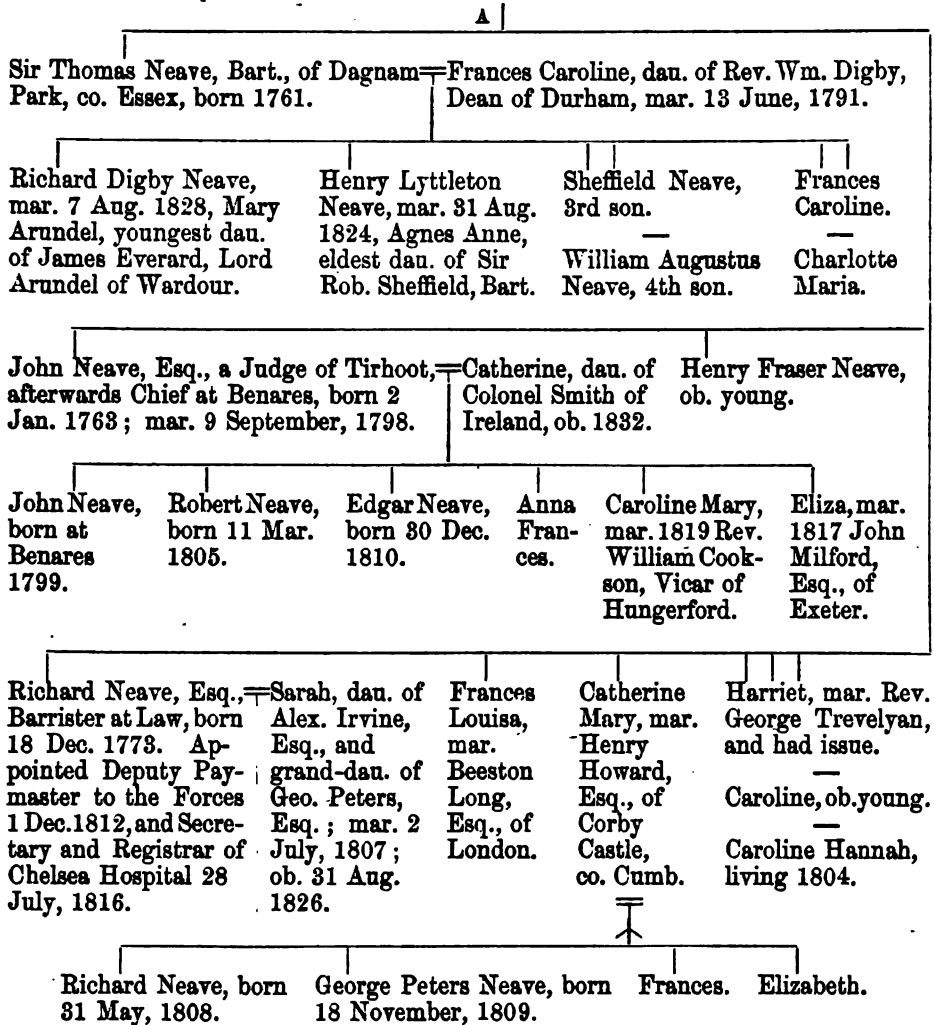 A
Sir Thomas Neave, Bart., of Dagnam
Park, co. Essex, born 1761.
Frances Caroline, dau. of Rev. Wm. Digby,
Dean of Durham, mar. 13 June, 1791.
Richard Digby Neave,
mar. 7 Aug. 1828, Mary
Arundel, youngest dau.
of James Everard, Lord
Arundel of Wardour.
Henry Lyttleton
Neave, mar. 31 Aug.
1824, Agnes Anne,
eldest dau. of Sir
Rob. Sheffield, Bart.
Sheffield Neave,
3rd son.
—
William Augustus
Neave, 4th son.
Frances
Caroline.
—
Charlotte
Maria.
John Neave, Esq., a Judge of Tirhoot,
afterwards Chief at Benares, born 2
Jan. 1763; mar. 9 September, 1798.
Catherine, dau. of
Colonel Smith of
Ireland, ob. 1832.
Henry Fraser Neave,
ob. young.
John Neave,
born at
Benares
1799.
Robert Neave,
born 11 Mar.
1805.
Edgar Neave,
born 30 Dec.
1810.
Anna
Fran-
ces.
Caroline Mary,
mar. 1819 Rev.
William Cook-
son, Vicar of
Hungerford.
Eliza, mar.
1817 John
Milford,
Esq., of
Exeter.
Richard Neave, Esq.,
Barrister at Law, born
18 Dec. 1773. Ap-
pointed Deputy Pay-
master to the Forces
1 Dec. 1812, and Secre-
tary and Registrar of
Chelsea Hospital 28
July, 1816.
Sarah, dau. of
Alex. Irvine,
Esq., and
grand-dau. of
Geo. Peters,
Esq.; mar. 2
July, 1807;
ob. 31 Aug.
1826.
Frances
Louisa,
mar.
Beeston
Long,
Esq., of
London.
Catherine
Mary, mar.
Henry
Howard,
Esq., of
Corby
Castle,
co. Cumb.
Harriet, mar. Rev.
George Trevelyan,
and had issue.
—
Caroline, ob. young.
—
Caroline Hannah,
living 1804.
Richard Neave, born
31 May, 1808.
George Peters Neave, born
18 November, 1809.
Frances.
Elizabeth.